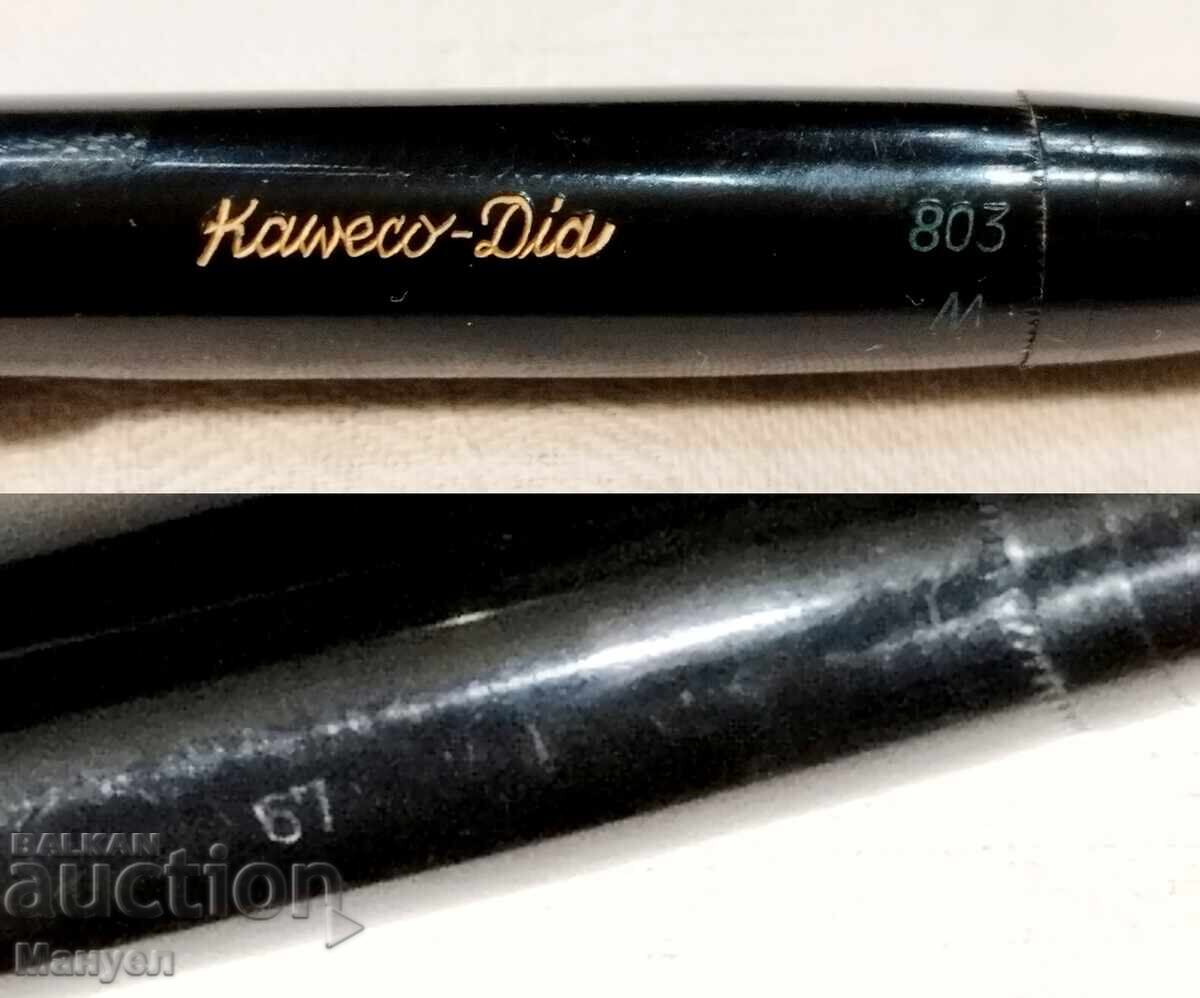 Kaweco-Dia
803
M
67
BALKAN
auction
Мануел